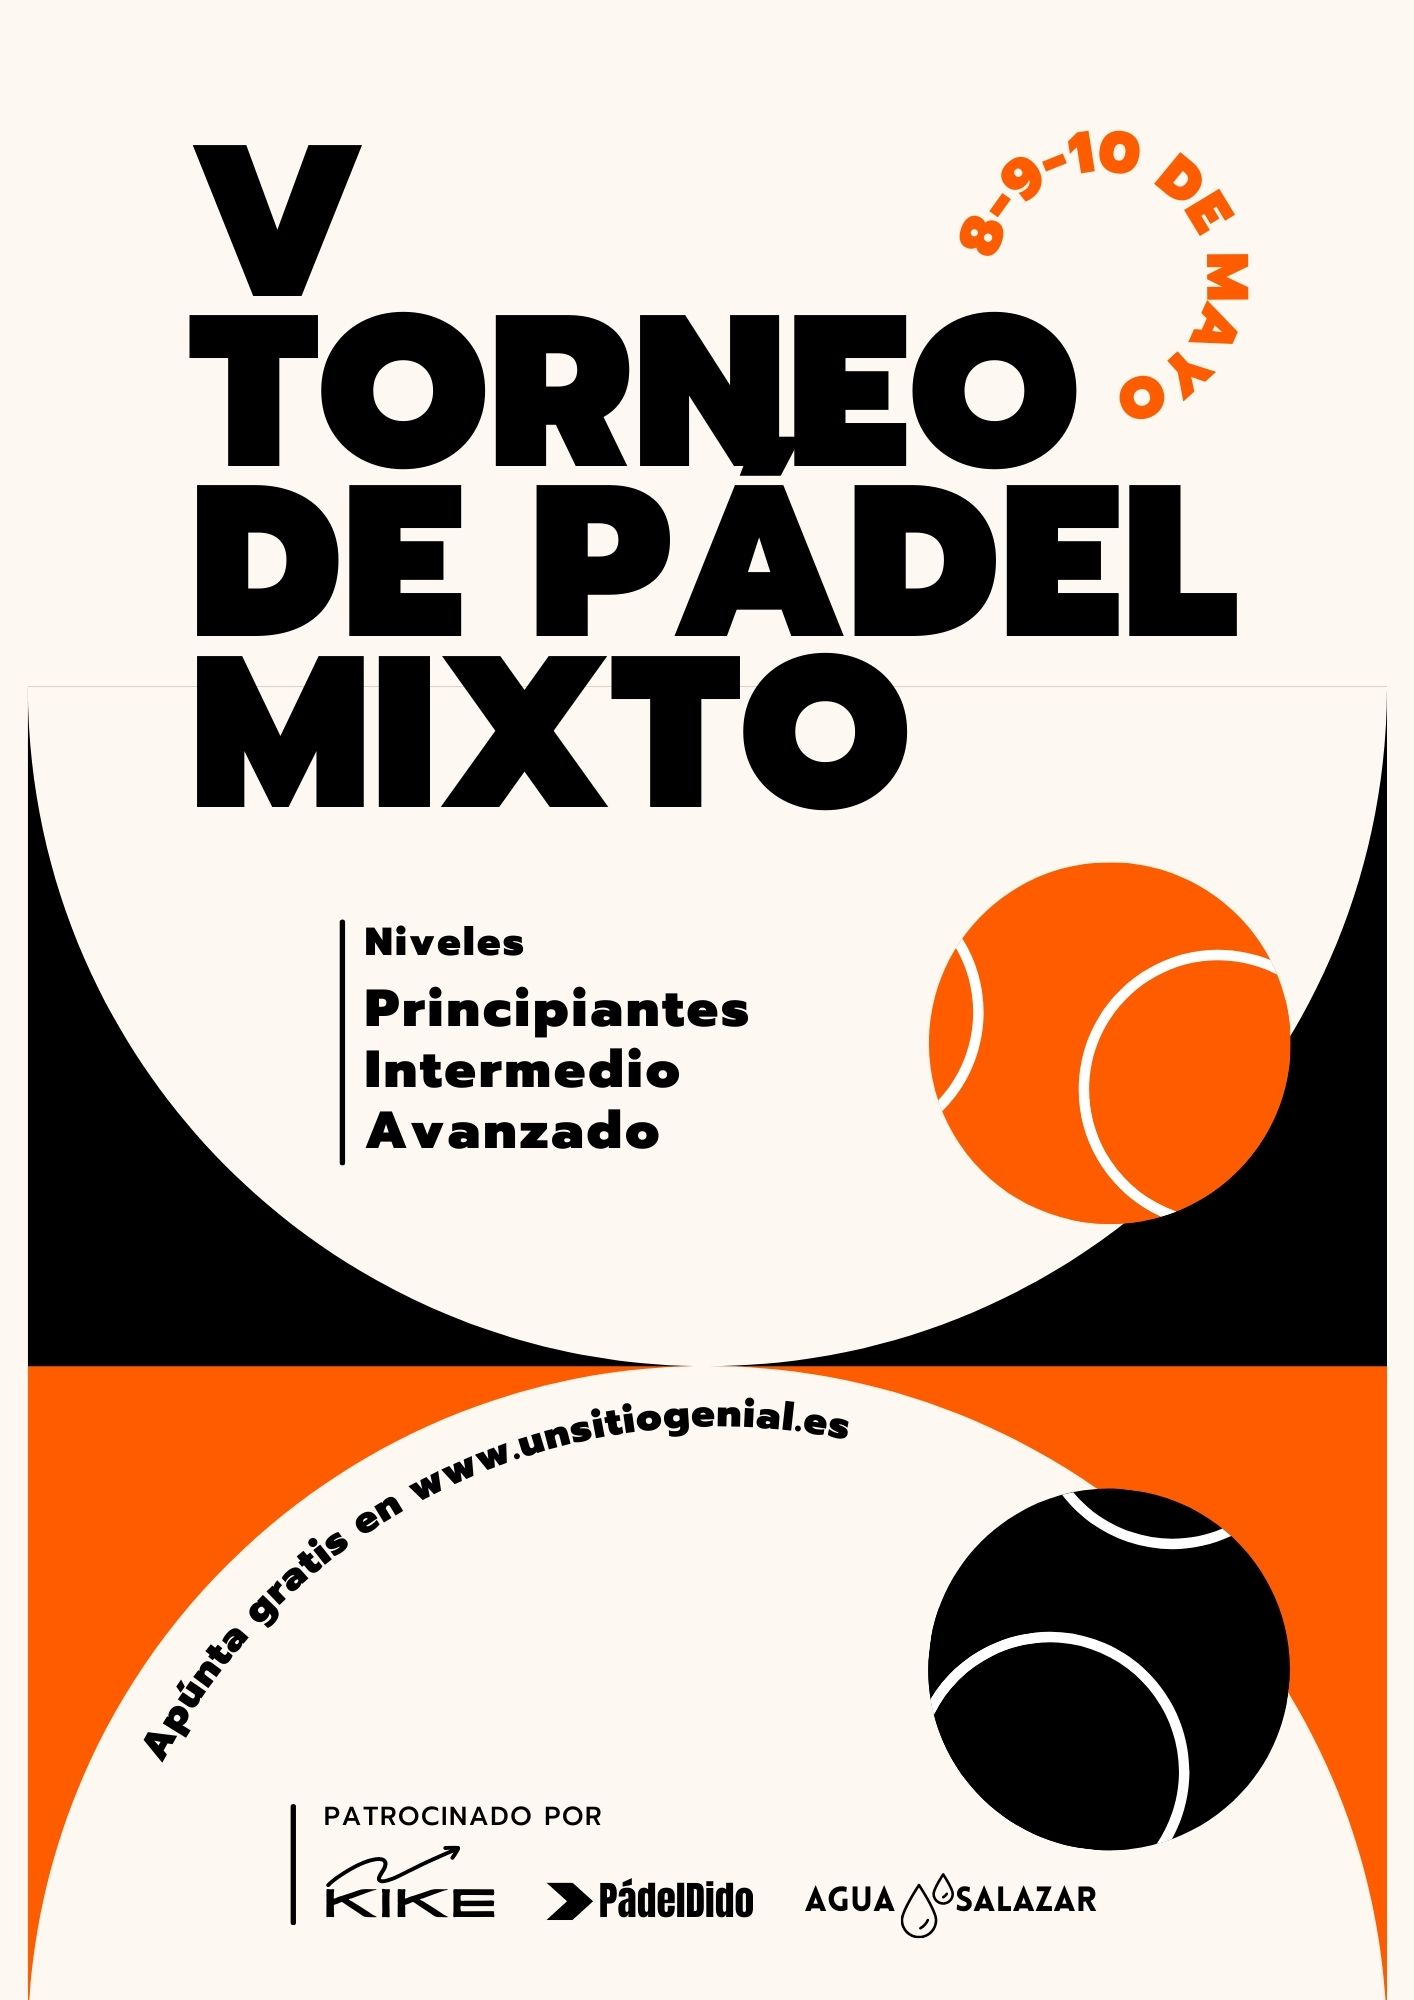 V
TORNEO
DE PÁDEL
MIXTO
8-9-10 DE MAYO
Niveles
Principiantes
Intermedio
Avanzado
Apúnta gratis en www.unsitiogenial.es
PATROCINADO POR
KIKE
PádelDido
AGUA SALAZAR